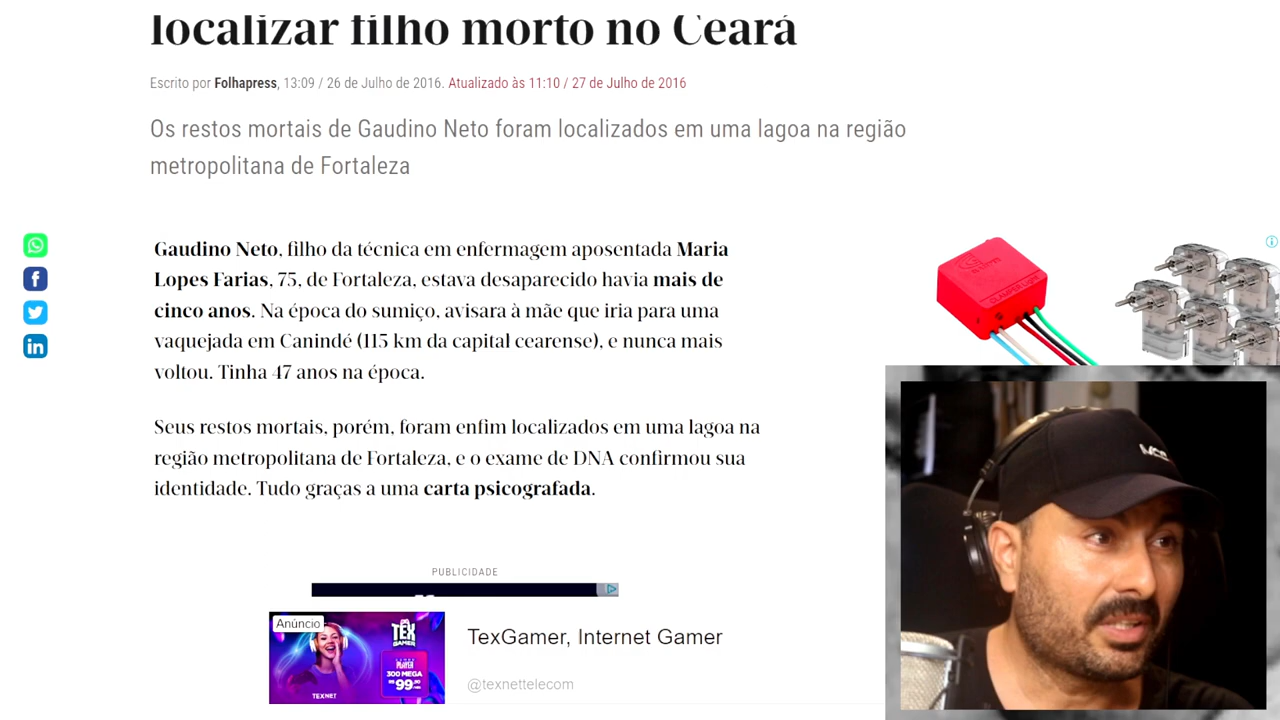 localizar filho morto no Ceará
Escrito por Folhapress, 13:09 / 26 de Julho de 2016. Atualizado às 11:10 / 27 de Julho de 2016
Os restos mortais de Gaudino Neto foram localizados em uma lagoa na região
metropolitana de Fortaleza
Gaudino Neto, filho da técnica em enfermagem aposentada Maria
Lopes Farias, 75, de Fortaleza, estava desaparecido havia mais de
cinco anos. Na época do sumiço, avisara à mãe que iria para uma
vaquejada em Canindé (115 km da capital cearense), e nunca mais
voltou. Tinha 47 anos na época.
Seus restos mortais, porém, foram enfim localizados em uma lagoa na
região metropolitana de Fortaleza, e o exame de DNA confirmou sua
identidade. Tudo graças a uma carta psicografada.
PUBLICIDADE
Anúncio
TEX
GAMER
300 MEGA
R$99
TEXNET
TexGamer, Internet Gamer
@texnettelecom